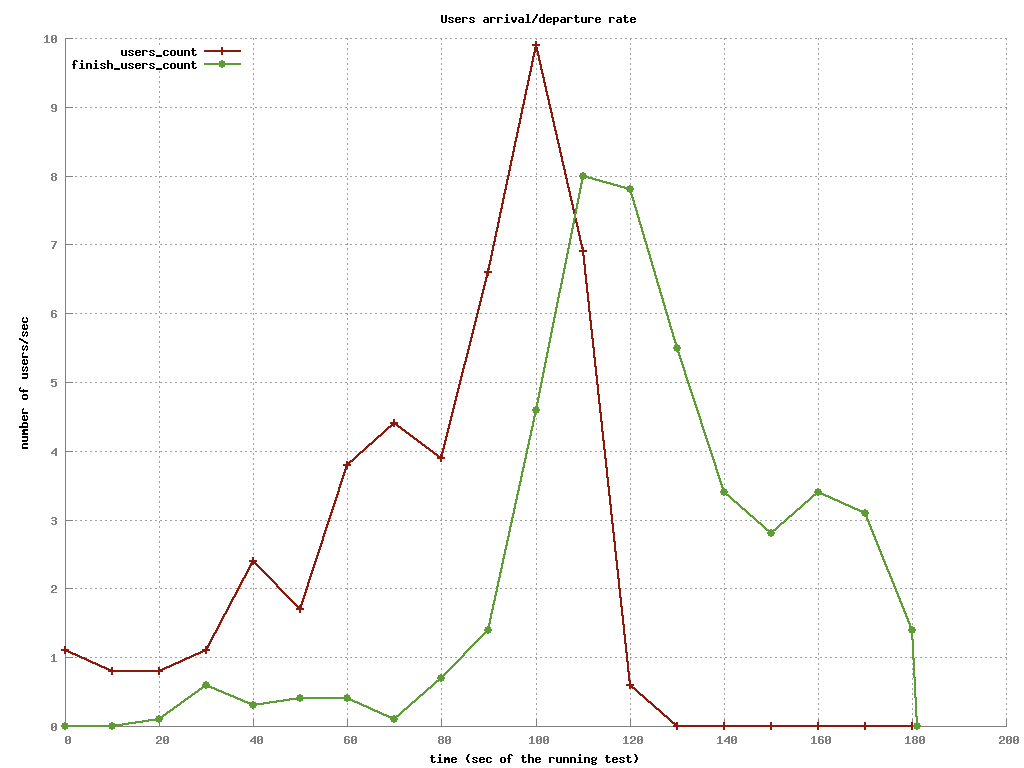 Users arrival/departure rate
users_count
finish_users_count
10
9
8
7
6
5
4
3
2
1
0
number of users/sec
0 20 40 60 80 100 120 140 160 180 200
time (sec of the running test)